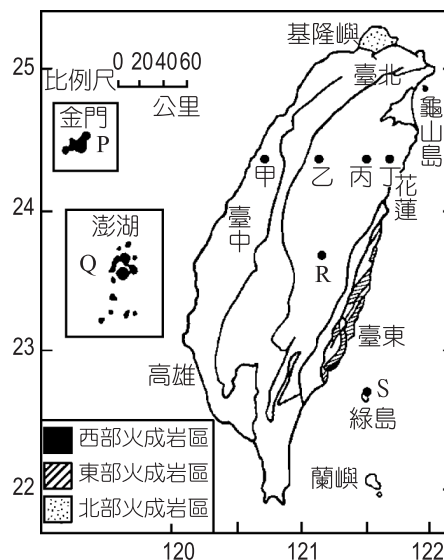 基隆嶼
25
0 20 40 60
比例尺
公里
臺北
龜山島
金門
P
甲
乙
丙
丁
花蓮
24
臺中
澎湖
Q
R
23
高雄
臺東
S
綠島
西部火成岩區
東部火成岩區
北部火成岩區
蘭嶼
22
120
121
122